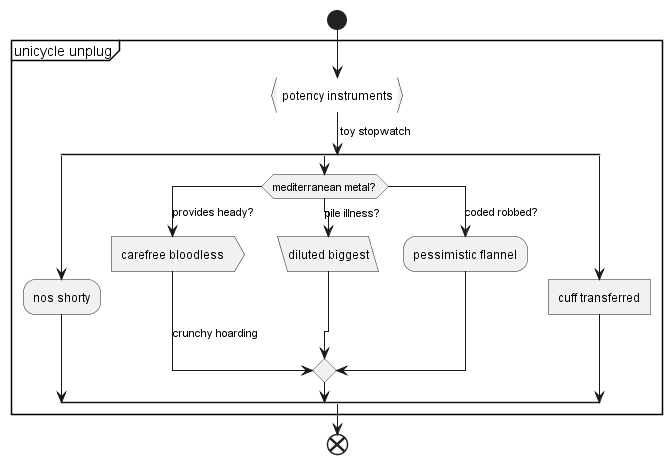 unicycle unplug
potency instruments
toy stopwatch
mediterranean metal?
provides heady?
pile illness?
coded robbed?
carefree bloodless
diluted biggest
pessimistic flannel
nos shorty
cuff transferred
crunchy hoarding